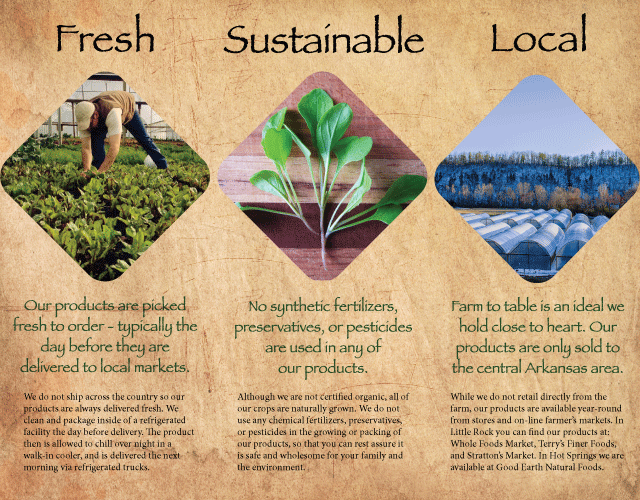 Fresh
Our products are picked
fresh to order - typically the
day before they are
delivered to local markets.
We do not ship across the country so our
products are always delivered fresh. We
clean and package inside of a refrigerated
facility the day before delivery. The product
then is allowed to chill over night in a
walk-in cooler, and is delivered the next
morning via refrigerated trucks.
Sustainable
No synthetic fertilizers,
preservatives, or pesticides
are used in any of
our products.
Although we are not certified organic, all of
our crops are naturally grown. We do not
use any chemical fertilizers, preservatives,
or pesticides in the growing or packing of
our products, so that you can rest assure it
is safe and wholesome for your family and
the environment.
Local
Farm to table is an ideal we
hold close to heart. Our
products are only sold to
the central Arkansas area.
While we do not retail directly from the
farm, our products are available year-round
from stores and on-line farmer's markets. In
Little Rock you can find our products at:
Whole Foods Market, Terry's Finer Foods,
and Stratton's Market. In Hot Springs we are
available at Good Earth Natural Foods.